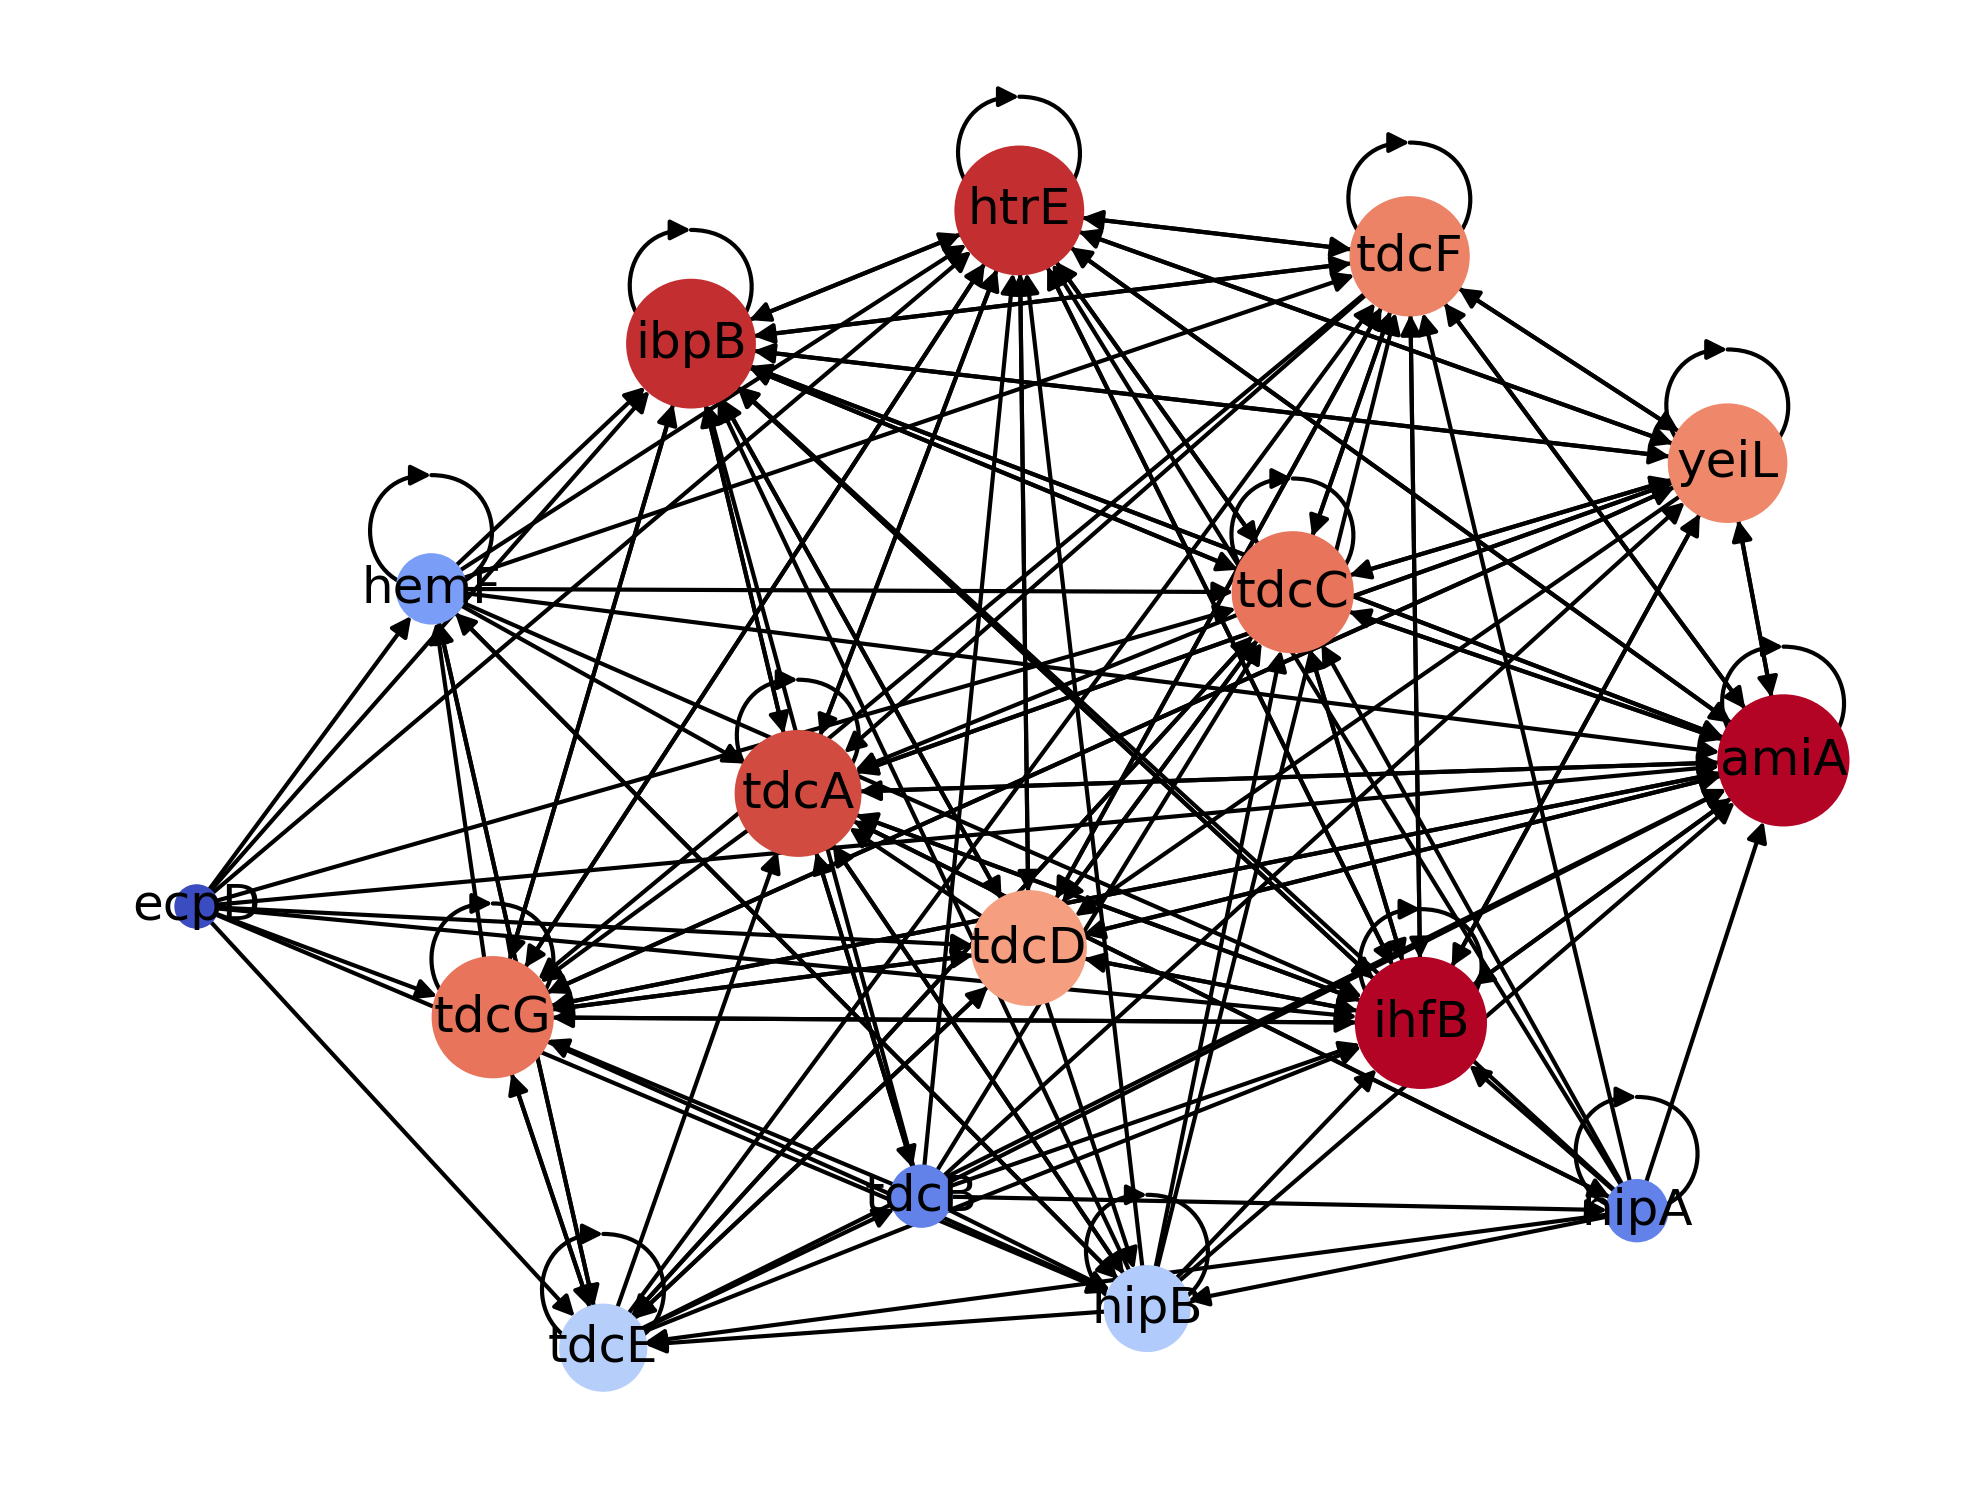 htrE
tdcF
ibpB
yeiL
hemF
tdcC
amiA
tdcA
ecpD
tdcD
tdcG
ihfB
tdcB
hipA
hipB
tdcE